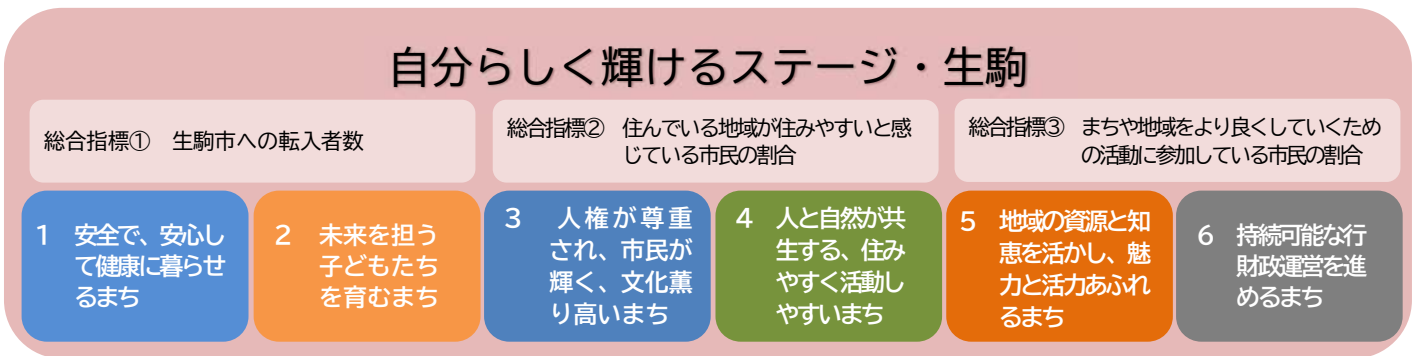 自分らしく輝けるステージ・生駒
総合指標①　生駒市への転入者数
総合指標②　住んでいる地域が住みやすいと感
じている市民の割合
総合指標③　まちや地域をより良くしていくため
の活動に参加している市民の割合
1　安全で、安心し
て健康に暮らせ
るまち
2　未来を担う
子どもたち
を育むまち
3　人権が尊重
され、市民が
輝く、文化薫
り高いまち
4　人と自然が共
生する、住み
やすく活動し
やすいまち
5　地域の資源と知
恵を活かし、魅
力と活力あふれ
るまち
6　持続可能な行
財政運営を進
めるまち